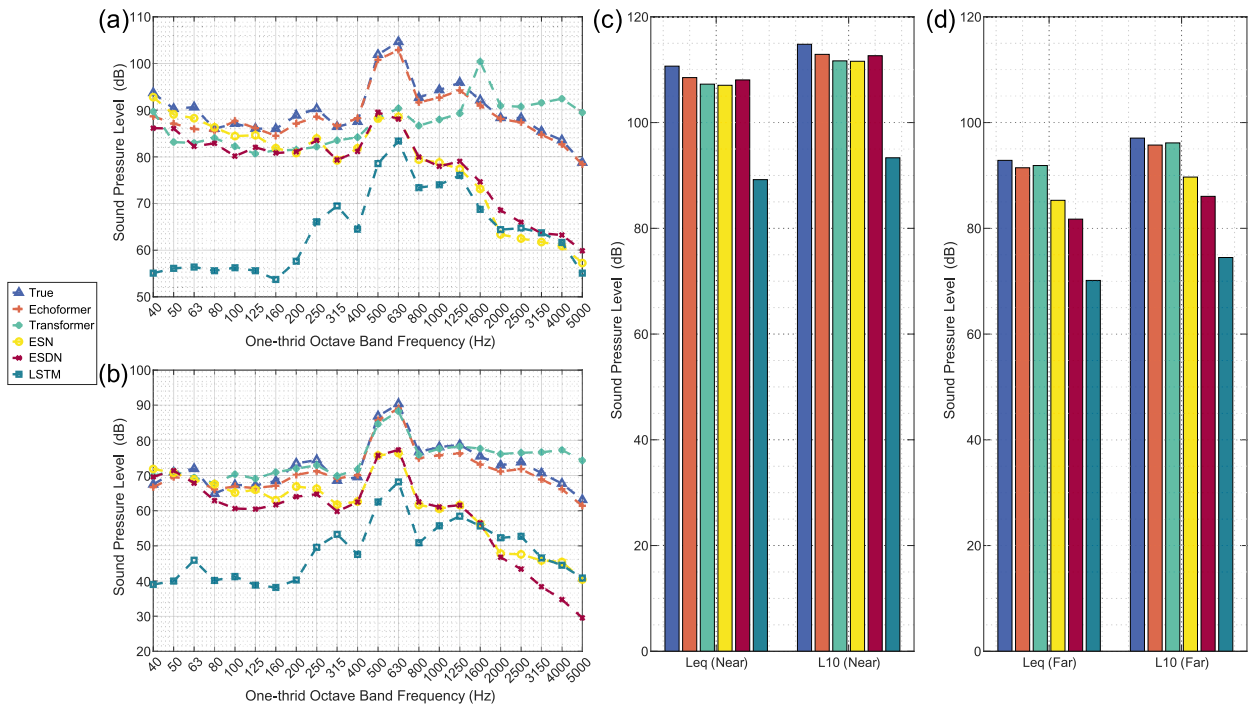 (a)
110
100
90
80
70
60
50
Sound Pressure Level (dB)
40 50 63 80 100 125 160 200 250 315 400 500 630 800 1000 1250 1600 2000 2500 3150 4000 5000
One-thrid Octave Band Frequency (Hz)
True
Echoformer
Transformer
ESN
ESDN
LSTM
(b)
100
90
80
70
60
50
40
30
20
Sound Pressure Level (dB)
40 50 63 80 100 125 160 200 250 315 400 500 630 800 1000 1250 1600 2000 2500 3150 4000 5000
One-thrid Octave Band Frequency (Hz)
(c)
120
100
80
60
40
20
0
Sound Pressure Level (dB)
Leq (Near) L10 (Near)
(d)
120
100
80
60
40
20
0
Sound Pressure Level (dB)
Leq (Far) L10 (Far)